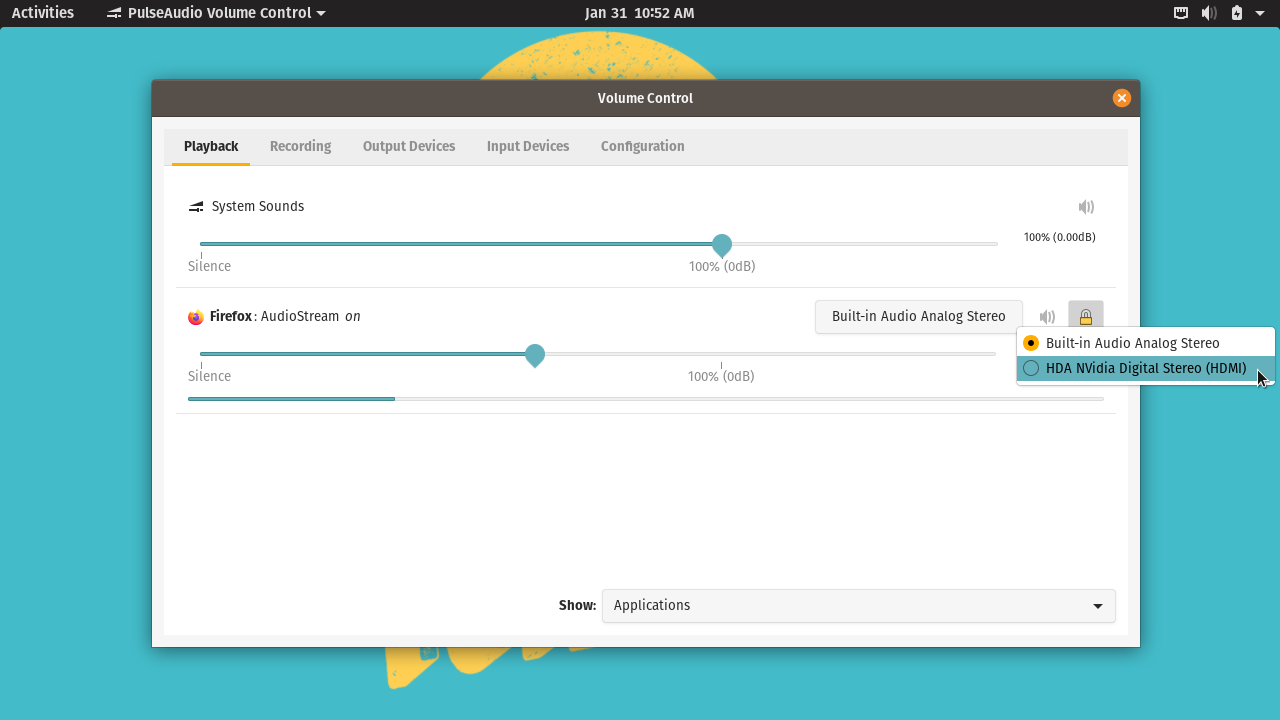 Activities PulseAudio Volume Control Jan 31 10:52 AM
Volume Control
Playback Recording Output Devices Input Devices Configuration
System Sounds
100% (0.00dB)
Silence 100% (0dB)
Firefox: AudioStream on Built-in Audio Analog Stereo
Built-in Audio Analog Stereo
HDA NVidia Digital Stereo (HDMI)
Silence 100% (0dB)
Show: Applications